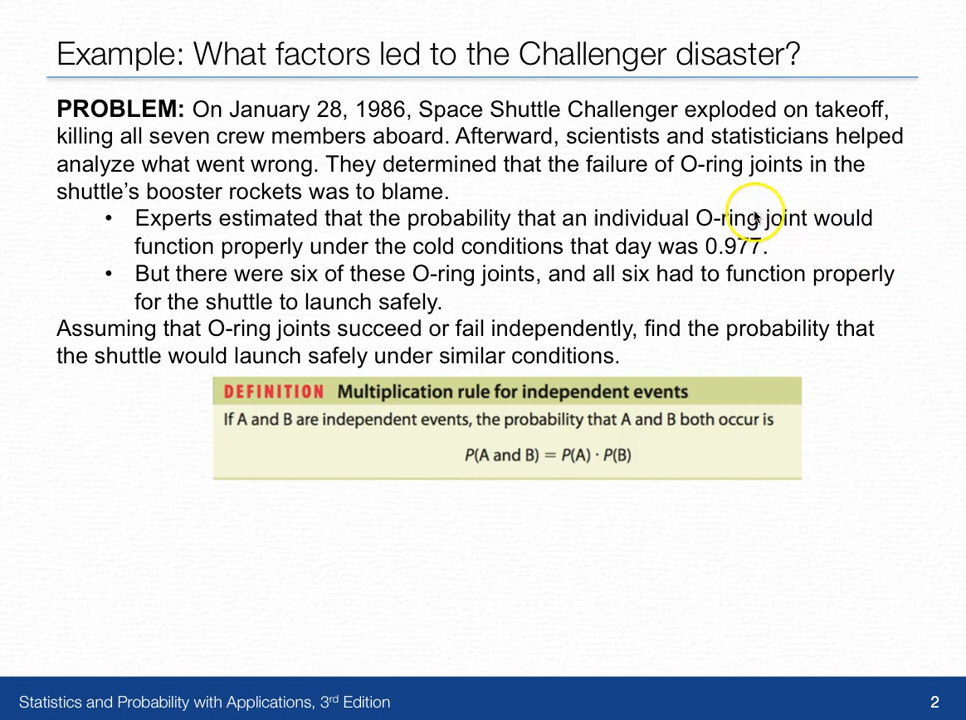 Example: What factors led to the Challenger disaster?
PROBLEM: On January 28, 1986, Space Shuttle Challenger exploded on takeoff,
killing all seven crew members aboard. Afterward, scientists and statisticians helped
analyze what went wrong. They determined that the failure of O-ring joints in the
shuttle's booster rockets was to blame.
• Experts estimated that the probability that an individual O-ring joint would
function properly under the cold conditions that day was 0.977.
• But there were six of these O-ring joints, and all six had to function properly
for the shuttle to launch safely.
Assuming that O-ring joints succeed or fail independently, find the probability that
the shuttle would launch safely under similar conditions.
DEFINITION Multiplication rule for independent events
If A and B are independent events, the probability that A and B both occur is
P(A and B) = P(A) · P(B)
Statistics and Probability with Applications, 3rd Edition
2